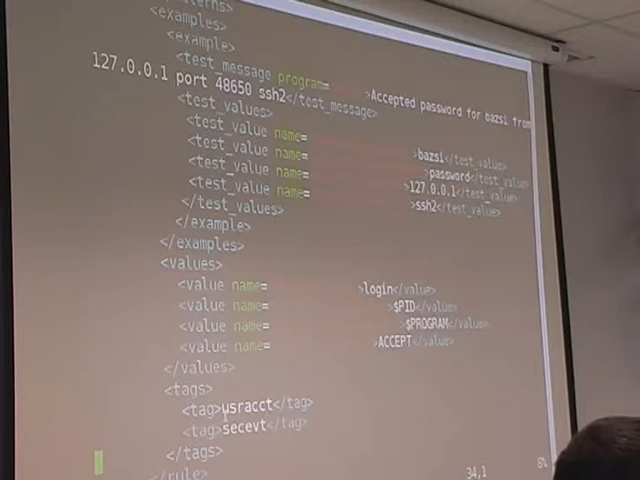 </patterns>
<examples>
<example>
<test_message program= >Accepted password for bazsi from
127.0.0.1 port 48650 ssh2</test_message>
<test_values>
<test_value name= >bazsi</test_value>
<test_value name= >password</test_value>
<test_value name= >127.0.0.1</test_value>
<test_value name= >ssh2</test_value>
</test_values>
</example>
</examples>
<values>
<value name= >login</value>
<value name= >$PID</value>
<value name= >$PROGRAM</value>
<value name= >ACCEPT</value>
</values>
<tags>
<tag>usracct</tag>
<tag>secevt</tag>
</tags>
</rule>
34,1